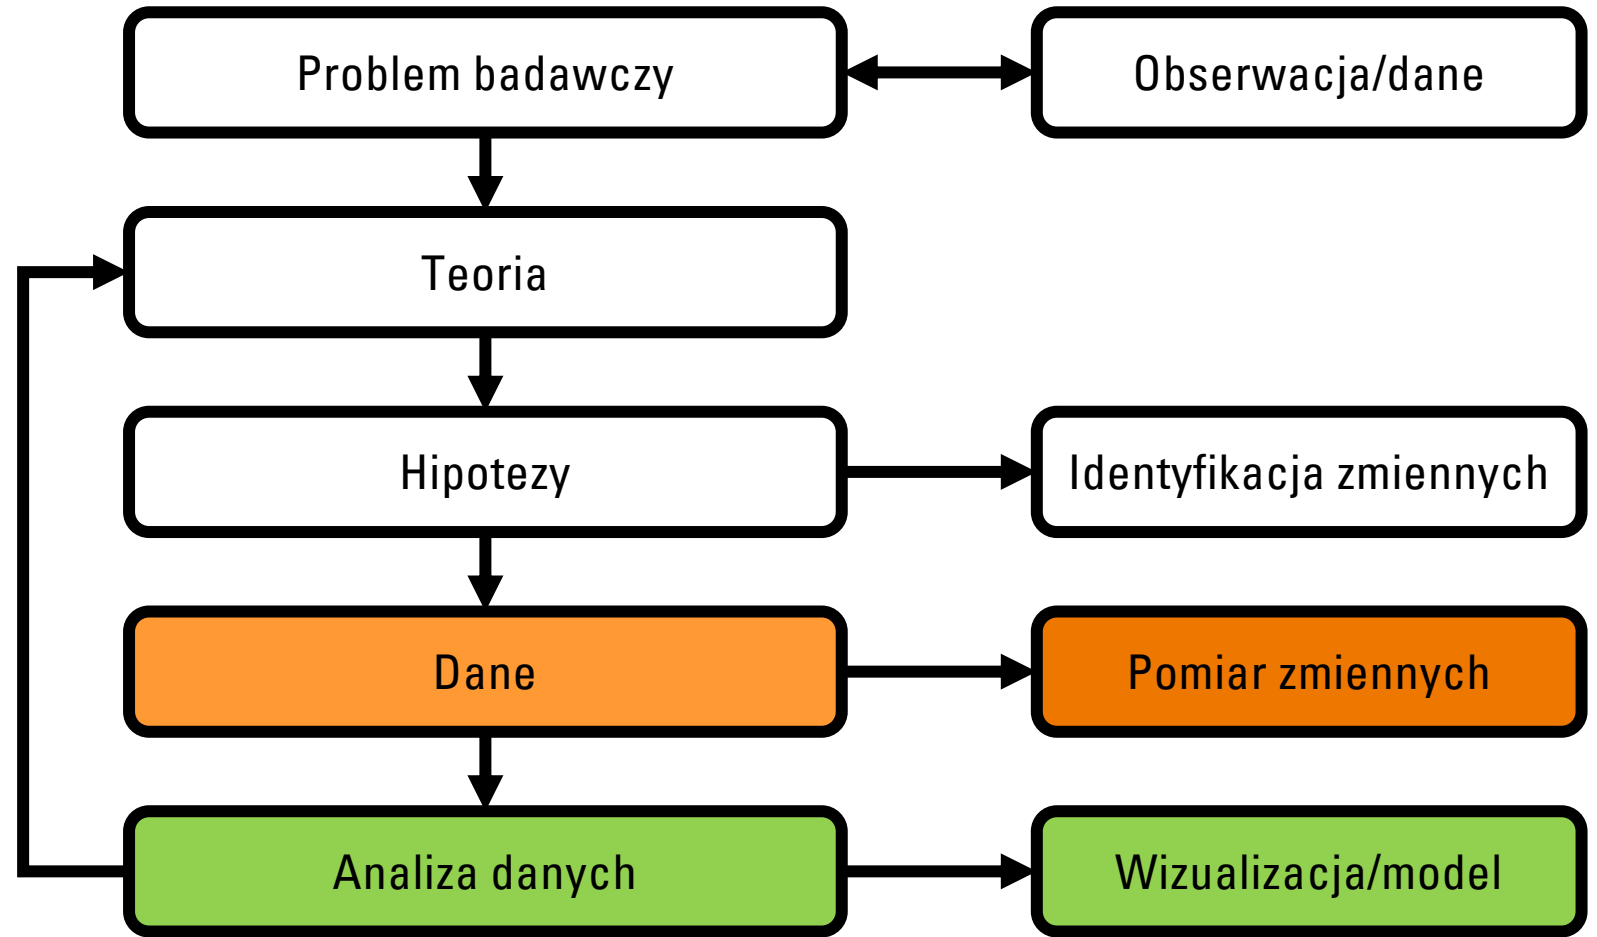 Problem badawczy
Obserwacja/dane
Teoria
Hipotezy
Identyfikacja zmiennych
Dane
Pomiar zmiennych
Analiza danych
Wizualizacja/model